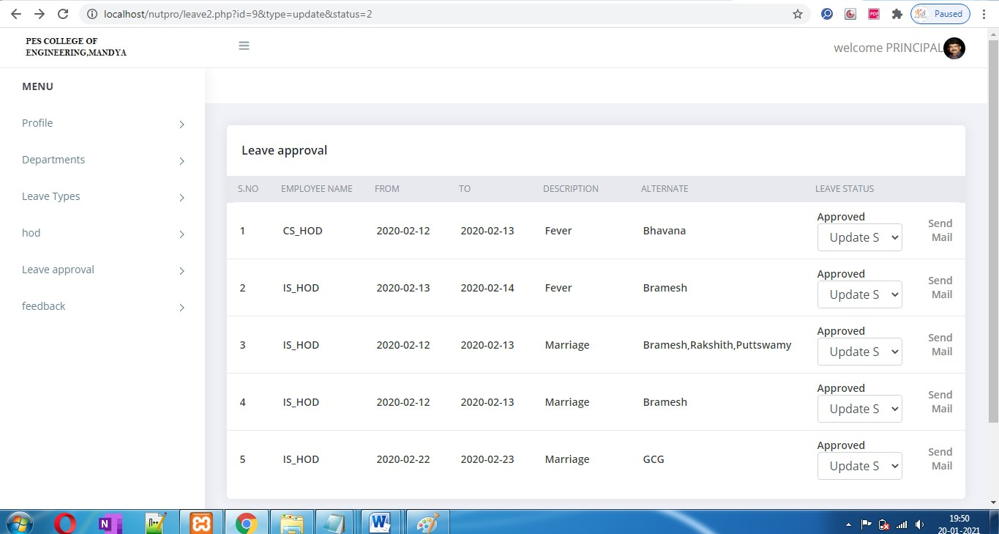 localhost/nutpro/leave2.php?id=9&type=update&status=2
PDF
Paused
PES COLLEGE OF
ENGINEERING,MANDYA
welcome PRINCIPAL
MENU
Profile
Departments
Leave Types
hod
Leave approval
feedback
Leave approval
S.NO EMPLOYEE NAME FROM TO DESCRIPTION ALTERNATE LEAVE STATUS
1 CS_HOD 2020-02-12 2020-02-13 Fever Bhavana Approved Update S Send Mail
2 IS_HOD 2020-02-13 2020-02-14 Fever Bramesh Approved Update S Send Mail
3 IS_HOD 2020-02-12 2020-02-13 Marriage Bramesh,Rakshith,Puttswamy Approved Update S Send Mail
4 IS_HOD 2020-02-12 2020-02-13 Marriage Bramesh Approved Update S Send Mail
5 IS_HOD 2020-02-22 2020-02-23 Marriage GCG Approved Update S Send Mail
19:50
20-01-2021